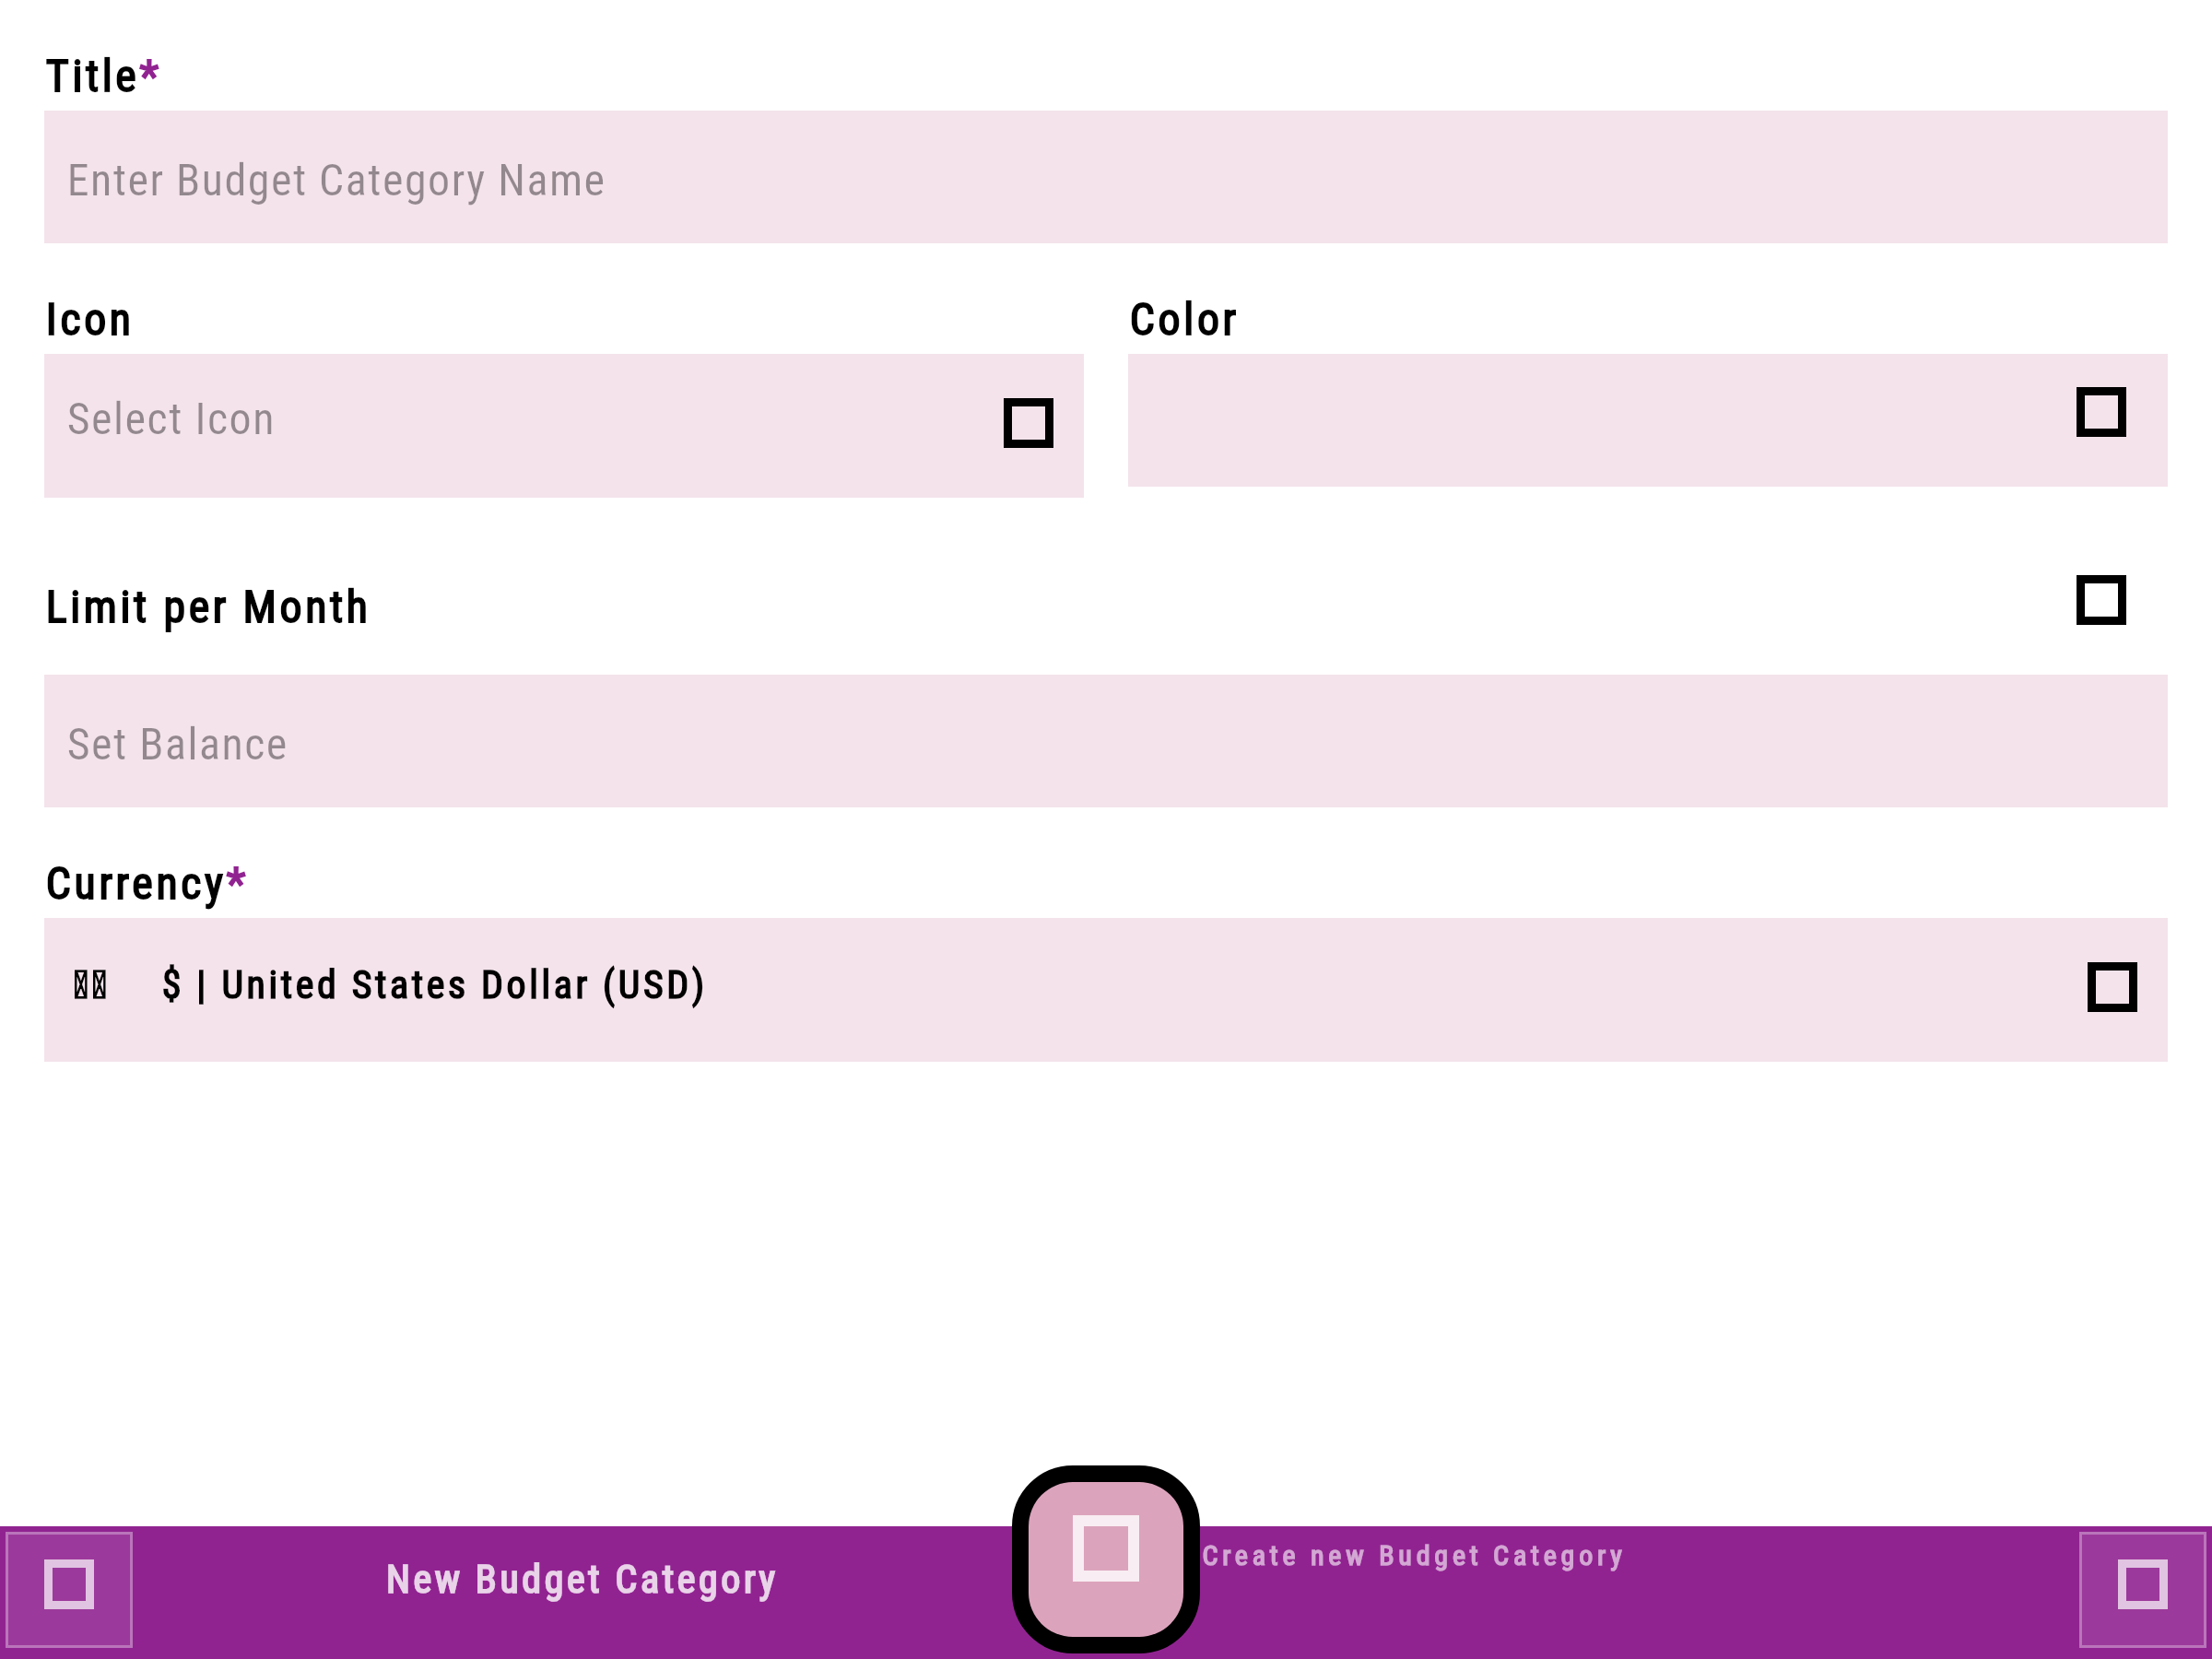 Title*
Enter Budget Category Name
Icon
Color
Select Icon
Limit per Month
Set Balance
Currency*
$ | United States Dollar (USD)
New Budget Category
Create new Budget Category